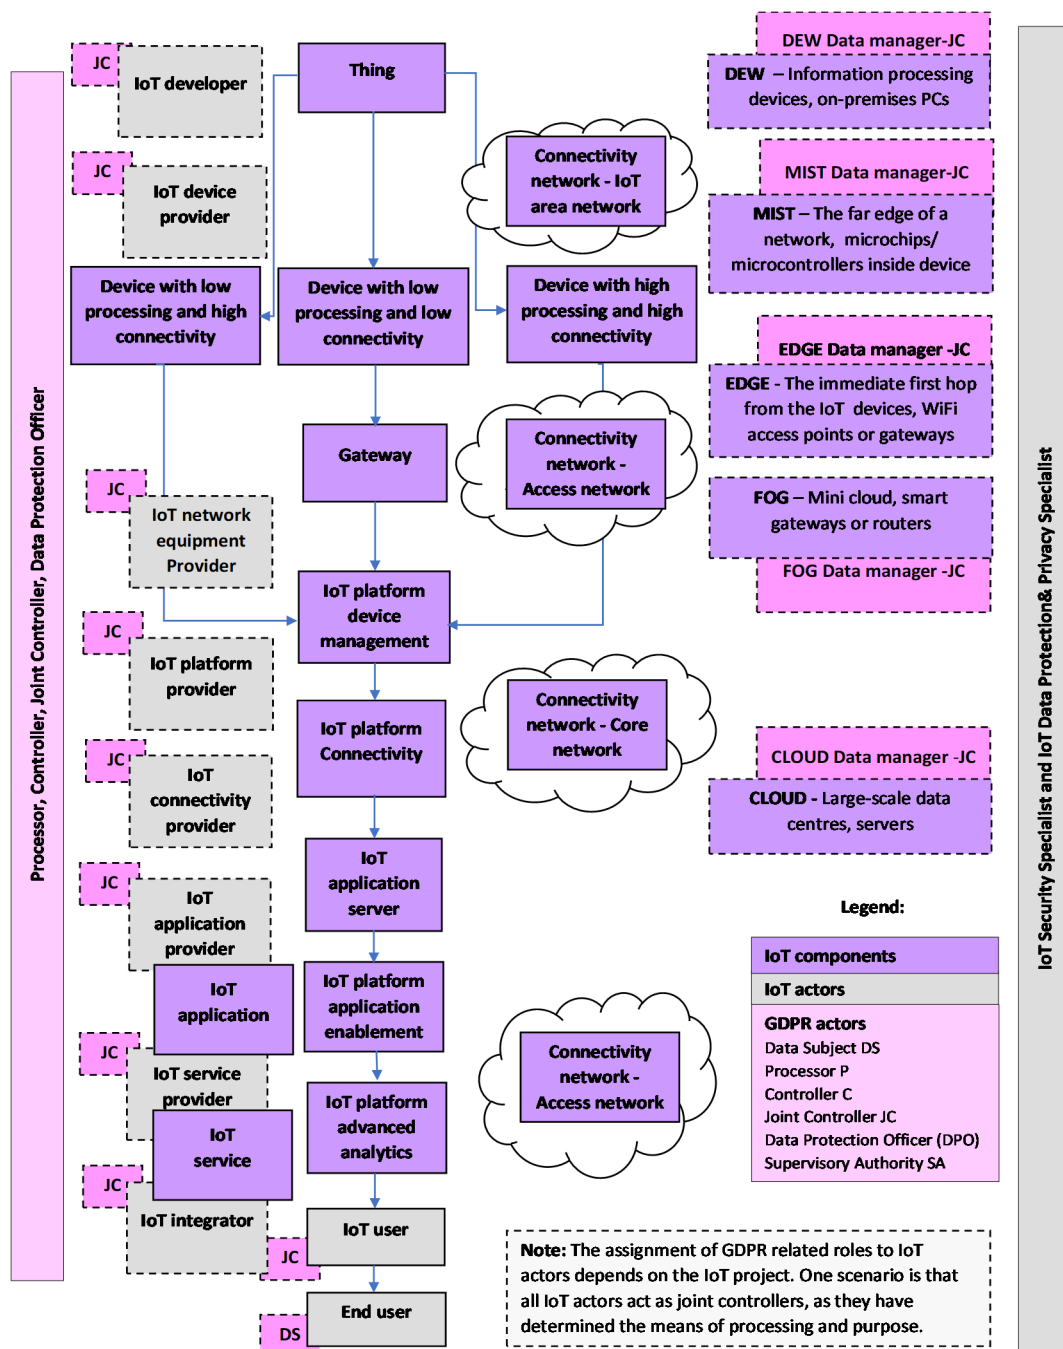 Processor, Controller, Joint Controller, Data Protection Officer
JC
IoT developer
JC
IoT device
provider
Thing
Connectivity
network - IoT
area network
Device with low
processing and high
connectivity
Device with low
processing and low
connectivity
Device with high
processing and high
connectivity
Gateway
Connectivity
network -
Access network
JC
IoT network
equipment
Provider
IoT platform
device
management
JC
IoT platform
provider
IoT platform
Connectivity
Connectivity
network - Core
network
JC
IoT
connectivity
provider
IoT
application
server
JC
IoT
application
provider
IoT
application
IoT platform
application
enablement
Connectivity
network -
Access network
JC
IoT service
provider
IoT
service
IoT platform
advanced
analytics
JC
IoT integrator
IoT user
JC
End user
DS
DEW Data manager-JC
DEW – Information processing
devices, on-premises PCs
MIST Data manager-JC
MIST – The far edge of a
network, microchips/
microcontrollers inside device
EDGE Data manager -JC
EDGE - The immediate first hop
from the IoT devices, WiFi
access points or gateways
FOG – Mini cloud, smart
gateways or routers
FOG Data manager -JC
CLOUD Data manager -JC
CLOUD - Large-scale data
centres, servers
Legend:
IoT components
IoT actors
GDPR actors
Data Subject DS
Processor P
Controller C
Joint Controller JC
Data Protection Officer (DPO)
Supervisory Authority SA
Note: The assignment of GDPR related roles to IoT
actors depends on the IoT project. One scenario is that
all IoT actors act as joint controllers, as they have
determined the means of processing and purpose.
IoT Security Specialist and IoT Data Protection& Privacy Specialist